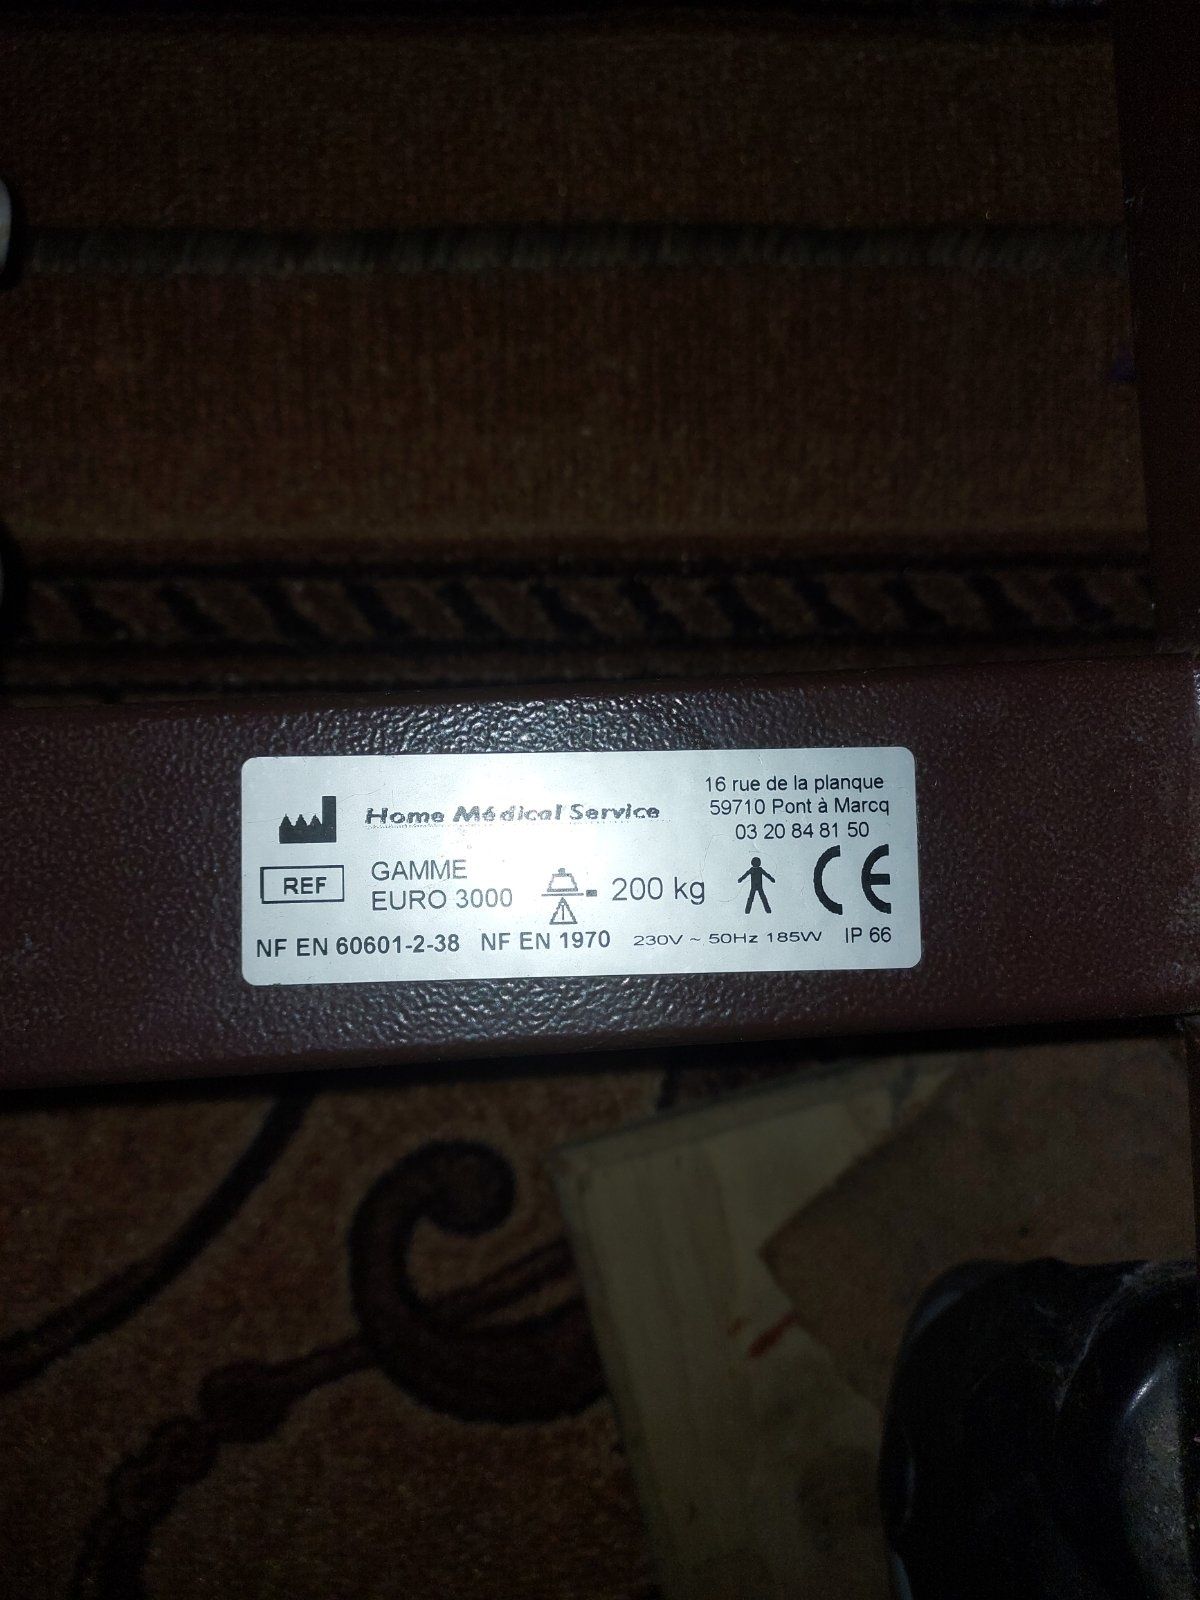 Home Médical Service
16 rue de la planque
59710 Pont à Marcq
03 20 84 81 50
REF
GAMME
EURO 3000
200 kg
CE
NF EN 60601-2-38 NF EN 1970 230V ~ 50Hz 185W IP 66